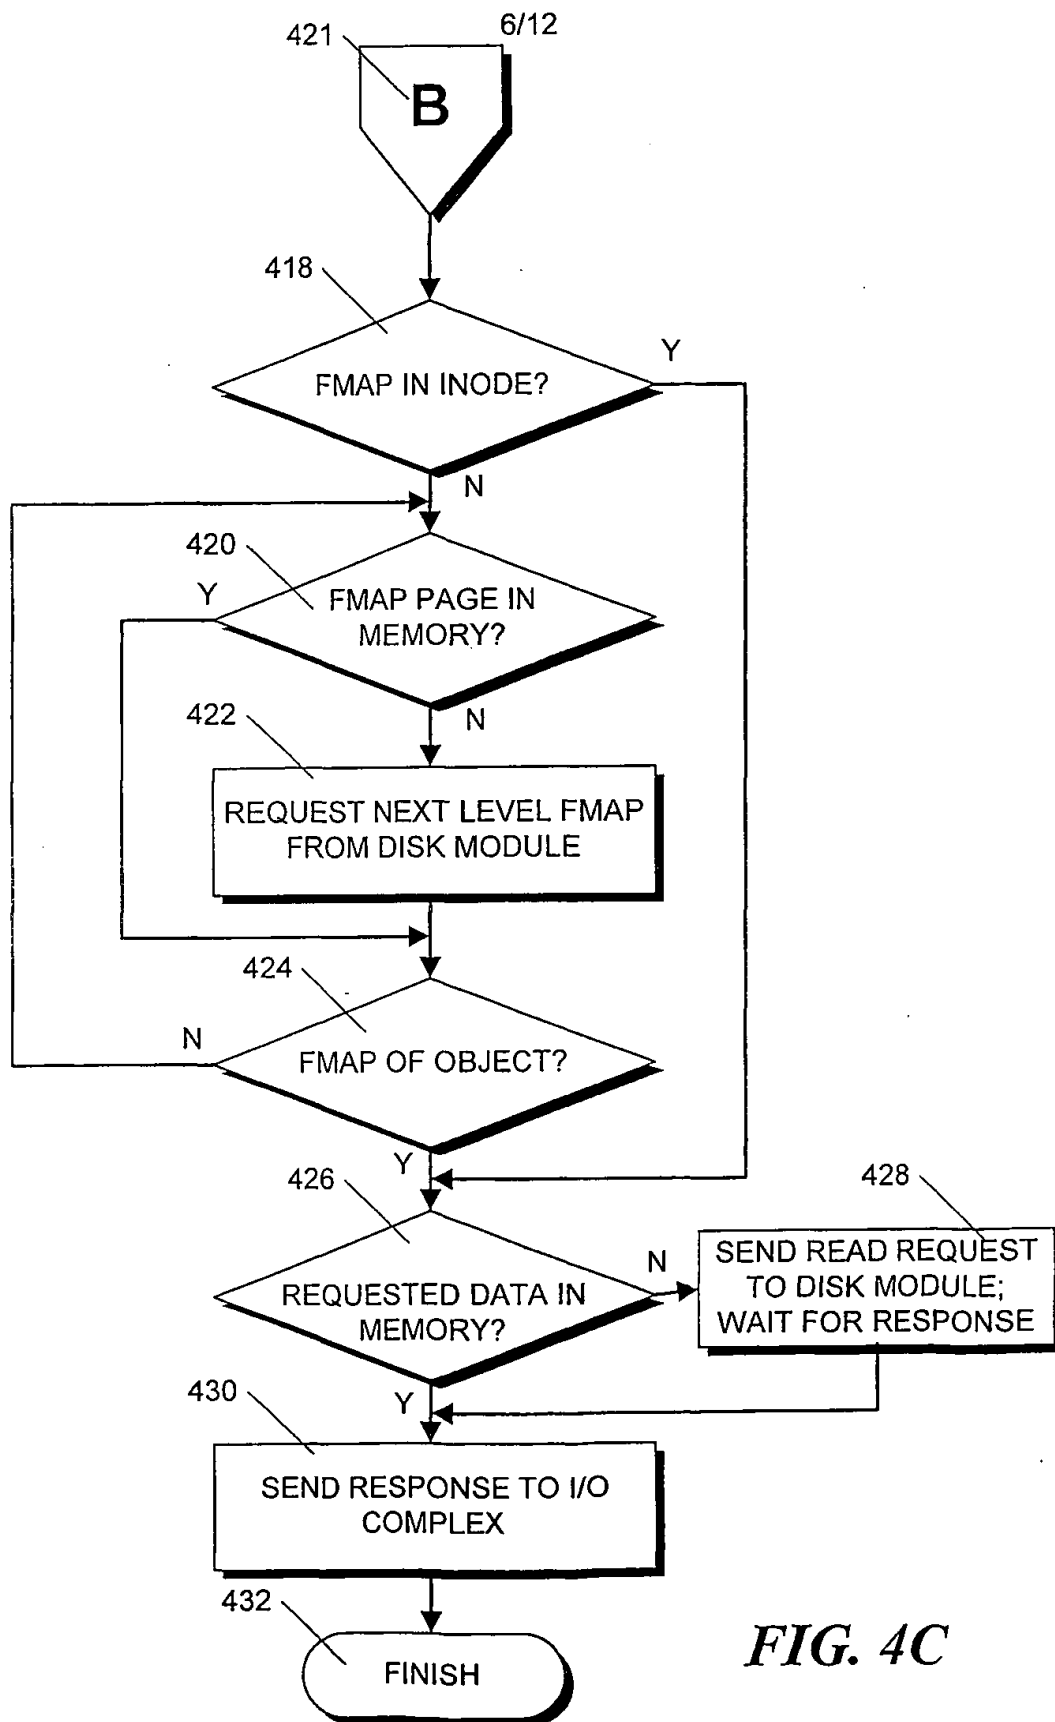 6/12
421
B
418
Y
FMAP IN INODE?
N
420
Y
FMAP PAGE IN
MEMORY?
N
422
REQUEST NEXT LEVEL FMAP
FROM DISK MODULE
424
N
FMAP OF OBJECT?
Y
426
428
N
SEND READ REQUEST
TO DISK MODULE;
WAIT FOR RESPONSE
REQUESTED DATA IN
MEMORY?
Y
430
SEND RESPONSE TO I/O
COMPLEX
432
FINISH
FIG. 4C